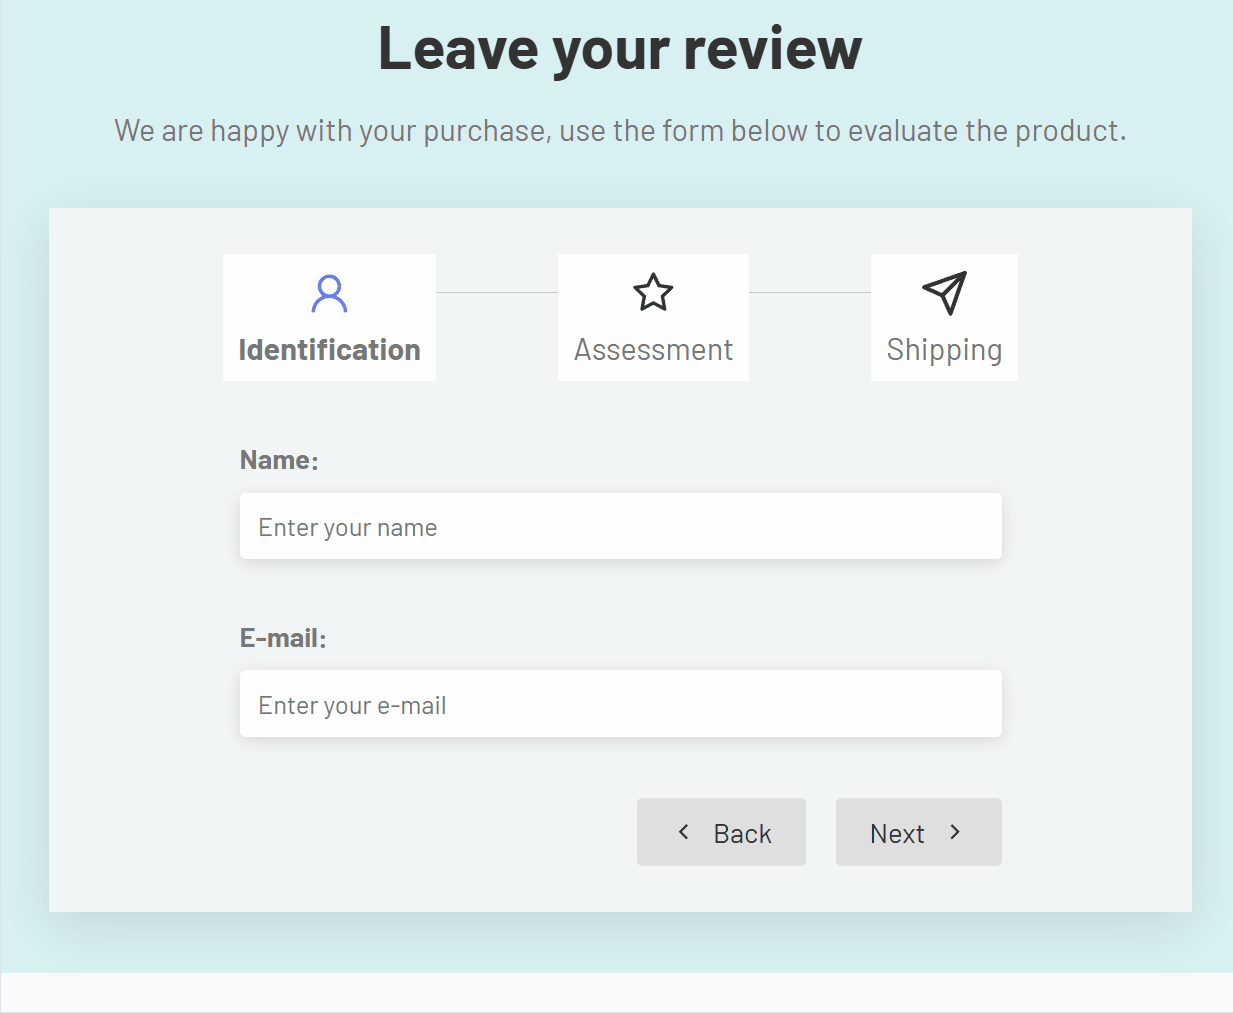 Leave your review
We are happy with your purchase, use the form below to evaluate the product.
Identification
Assessment
Shipping
Name:
Enter your name
E-mail:
Enter your e-mail
Back
Next